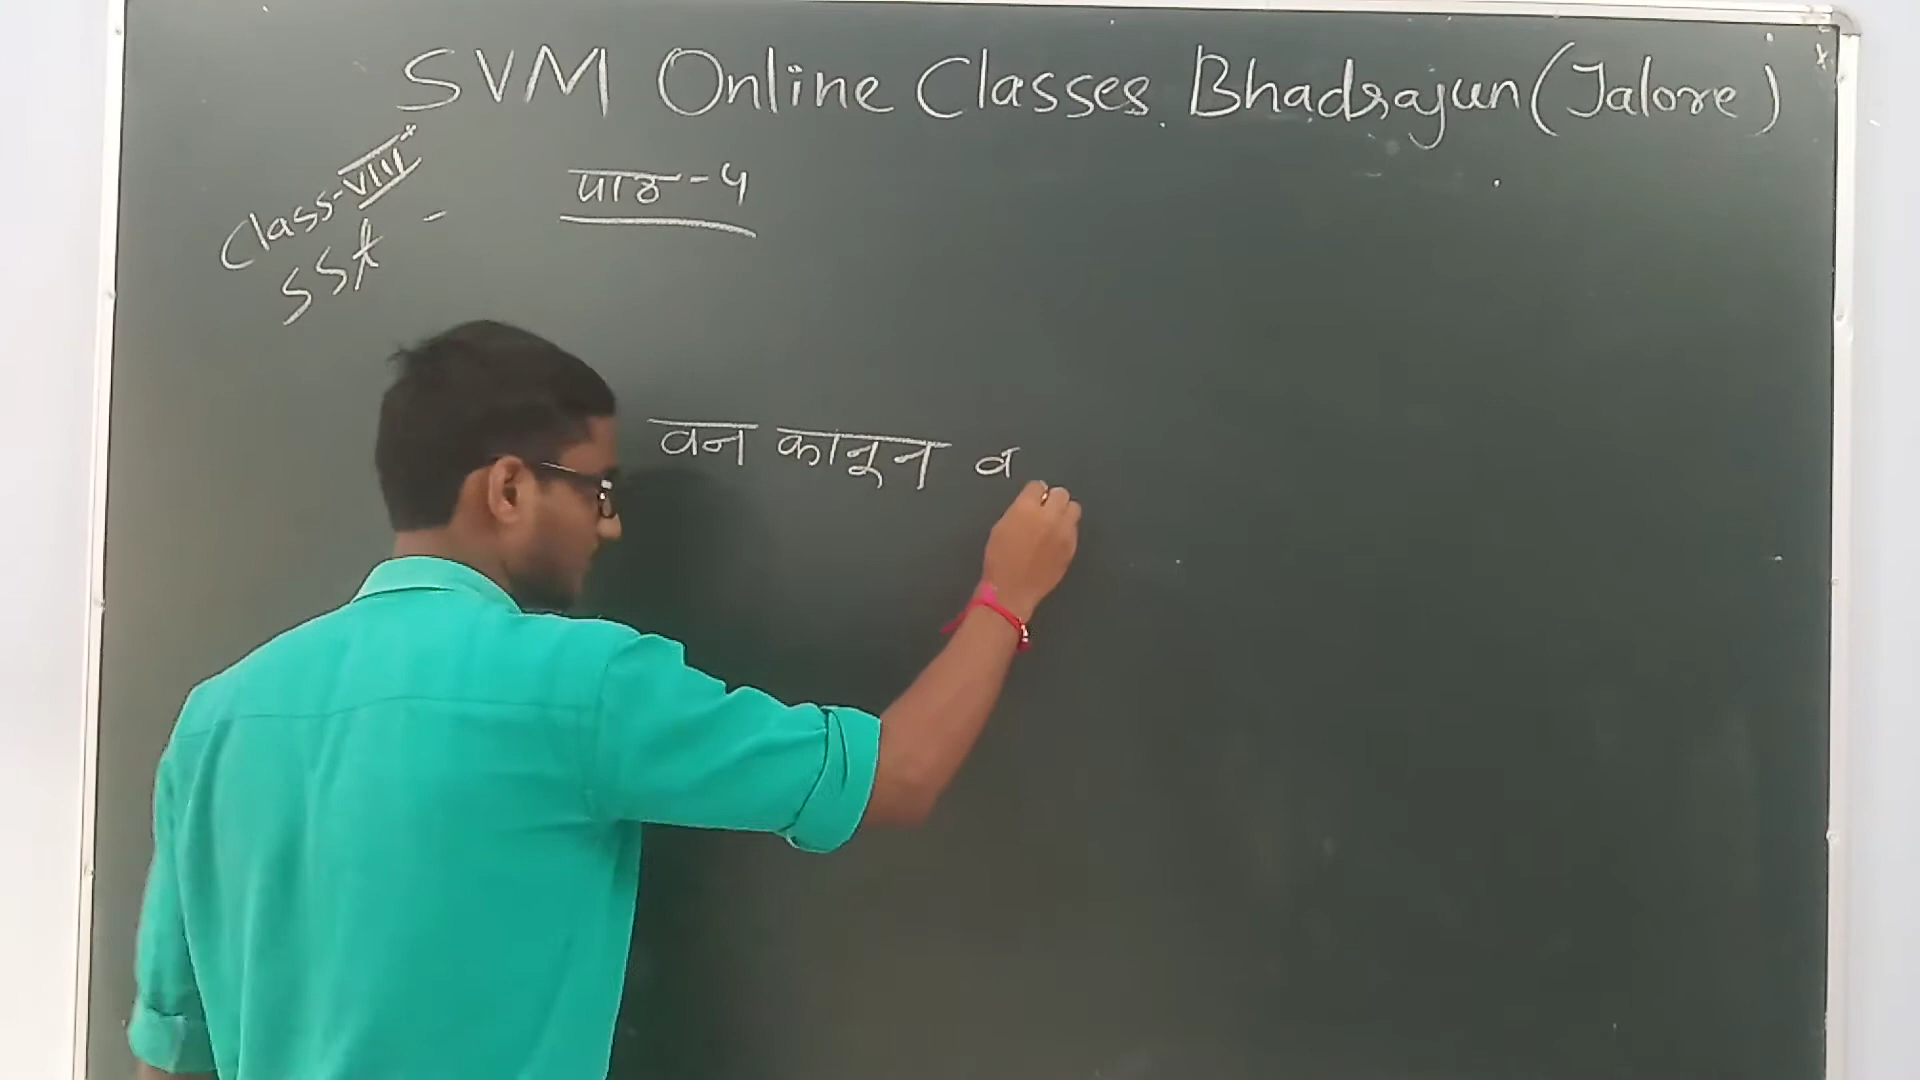 SVM Online Classes Bhadrajun (Jalore)
Class-VIII
SSt -
पाठ-4
वन कानून व